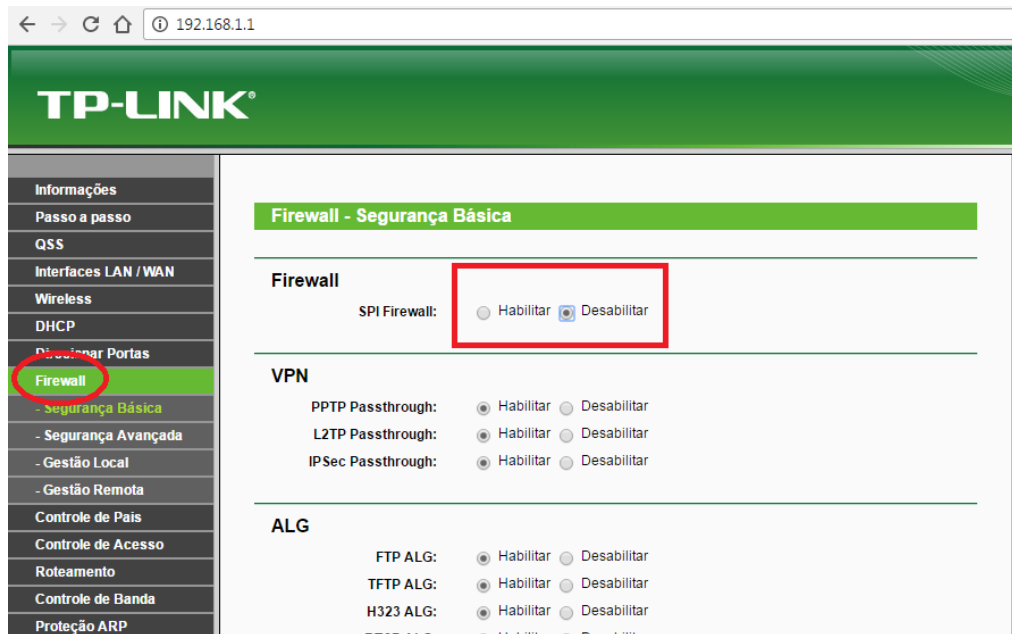 192.168.1.1
TP-LINK®
Informações
Passo a passo
QSS
Interfaces LAN / WAN
Wireless
DHCP
Direcionar Portas
Firewall
- Segurança Básica
- Segurança Avançada
- Gestão Local
- Gestão Remota
Controle de Pais
Controle de Acesso
Roteamento
Controle de Banda
Proteção ARP
Firewall - Segurança Básica
Firewall
SPI Firewall: Habilitar Desabilitar
VPN
PPTP Passthrough: Habilitar Desabilitar
L2TP Passthrough: Habilitar Desabilitar
IPSec Passthrough: Habilitar Desabilitar
ALG
FTP ALG: Habilitar Desabilitar
TFTP ALG: Habilitar Desabilitar
H323 ALG: Habilitar Desabilitar